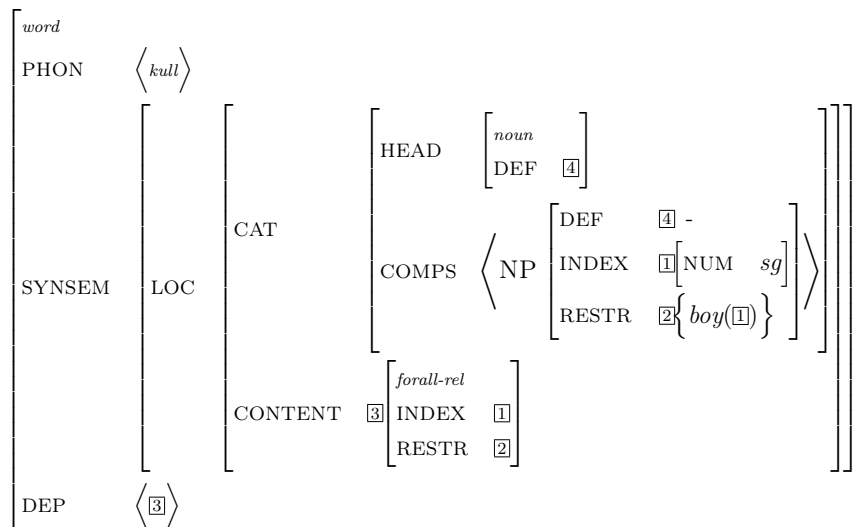 word
PHON ⟨kull⟩
HEAD [noun
DEF 4]
CAT
COMPS ⟨NP [DEF 4 -
INDEX 1[NUM sg]
RESTR 2{boy(1)}]⟩
SYNSEM [LOC
CONTENT 3[forall-rel
INDEX 1
RESTR 2]
DEP ⟨3⟩